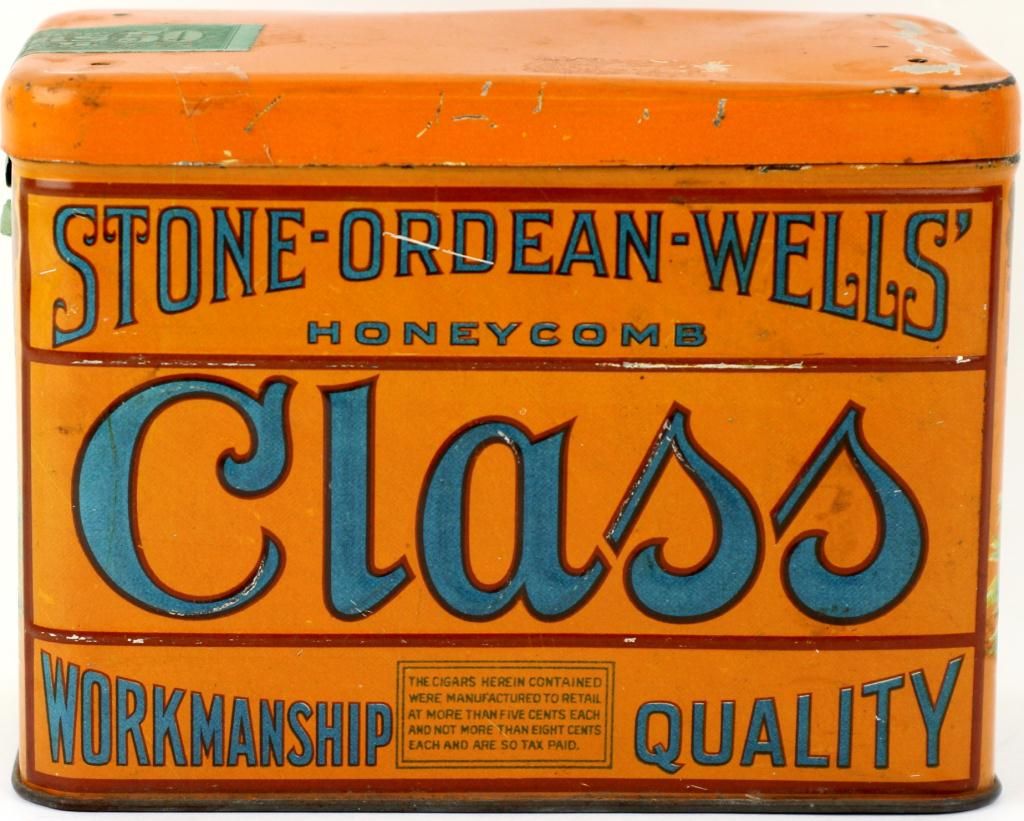 STONE-ORDEAN-WELLS'
HONEYCOMB
Class
WORKMANSHIP
THE CIGARS HEREIN CONTAINED
WERE MANUFACTURED TO RETAIL
AT MORE THAN FIVE CENTS EACH
AND NOT MORE THAN EIGHT CENTS
EACH AND ARE SO TAX PAID.
QUALITY